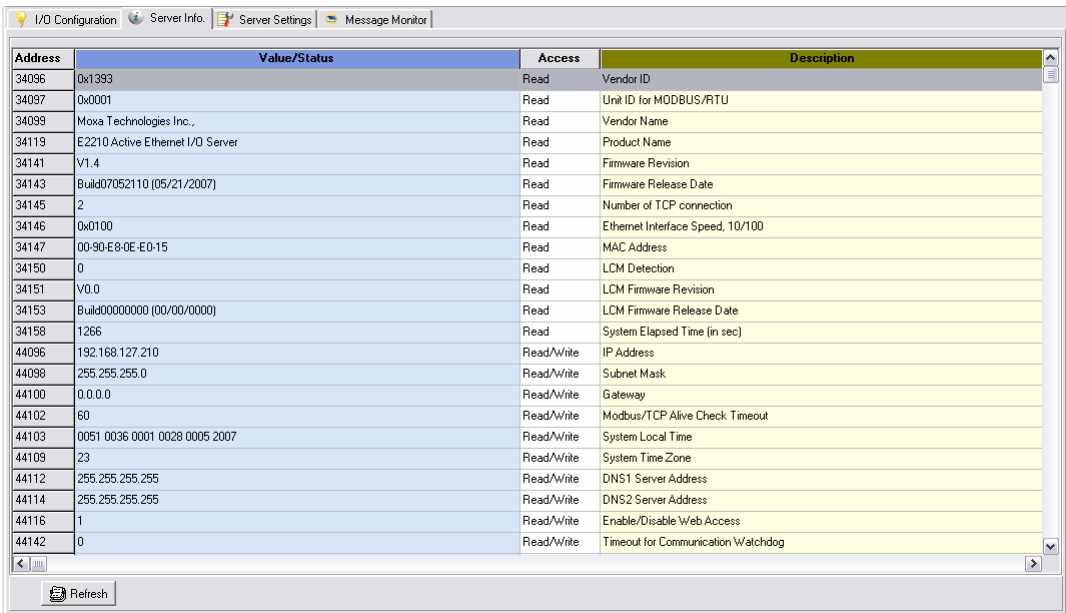 I/O Configuration Server Info. Server Settings Message Monitor
Address Value/Status Access Description
34096 0x1393 Read Vendor ID
34097 0x0001 Read Unit ID for MODBUS/RTU
34099 Moxa Technologies Inc., Read Vendor Name
34119 E2210 Active Ethernet I/O Server Read Product Name
34141 V1.4 Read Firmware Revision
34143 Build07052110 (05/21/2007) Read Firmware Release Date
34145 2 Read Number of TCP connection
34146 0x0100 Read Ethernet Interface Speed, 10/100
34147 00-90-E8-0E-E0-15 Read MAC Address
34150 0 Read LCM Detection
34151 V0.0 Read LCM Firmware Revision
34153 Build00000000 (00/00/0000) Read LCM Firmware Release Date
34158 1266 Read System Elapsed Time (in sec)
44096 192.168.127.210 Read/Write IP Address
44098 255.255.255.0 Read/Write Subnet Mask
44100 0.0.0.0 Read/Write Gateway
44102 60 Read/Write Modbus/TCP Alive Check Timeout
44103 0051 0036 0001 0028 0005 2007 Read/Write System Local Time
44109 23 Read/Write System Time Zone
44112 255.255.255.255 Read/Write DNS1 Server Address
44114 255.255.255.255 Read/Write DNS2 Server Address
44116 1 Read/Write Enable/Disable Web Access
44142 0 Read/Write Timeout for Communication Watchdog
Refresh